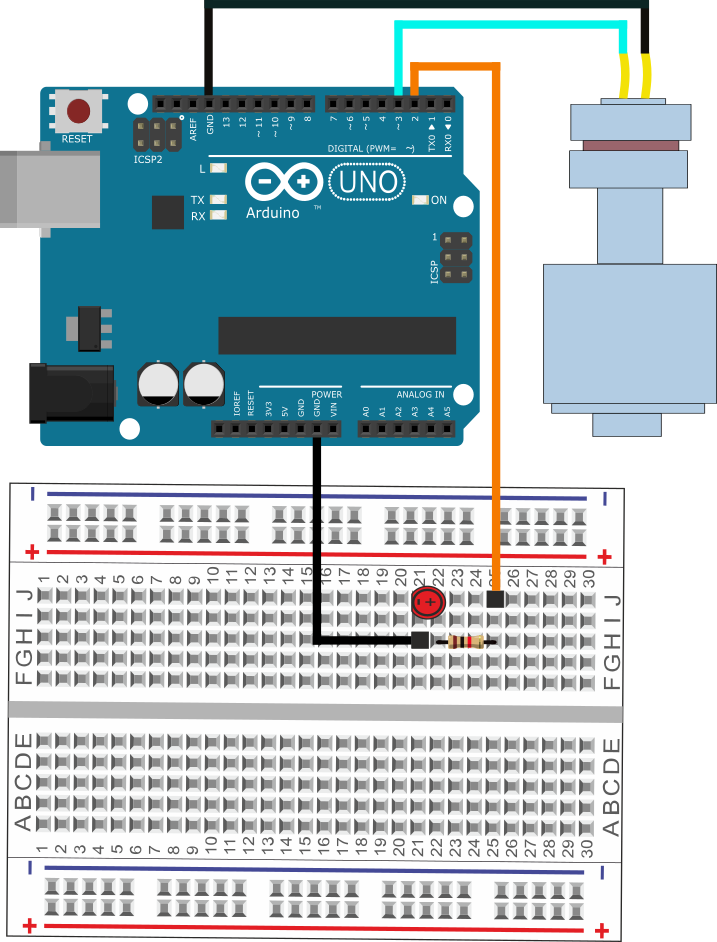 RESET
ICSP2
AREF
GND
13
12
~ 11
~ 10
~ 9
8
7
~ 6
~ 5
4
~ 3
2
TX0 ▶ 1
RX0 ◀ 0
DIGITAL (PWM= ~)
L
TX
RX
Arduino
TM
UNO
ON
1
ICSP
IOREF
RESET
3V3
5V
GND
GND
VIN
POWER
ANALOG IN
A0
A1
A2
A3
A4
A5
− −
+ +
1 2 3 4 5 6 7 8 9 10 11 12 13 14 15 16 17 18 19 20 21 22 23 24 25 26 27 28 29 30
J J
I I
H H
G G
F F
− +
E E
D D
C C
B B
A A
1 2 3 4 5 6 7 8 9 10 11 12 13 14 15 16 17 18 19 20 21 22 23 24 25 26 27 28 29 30
− −
+ +